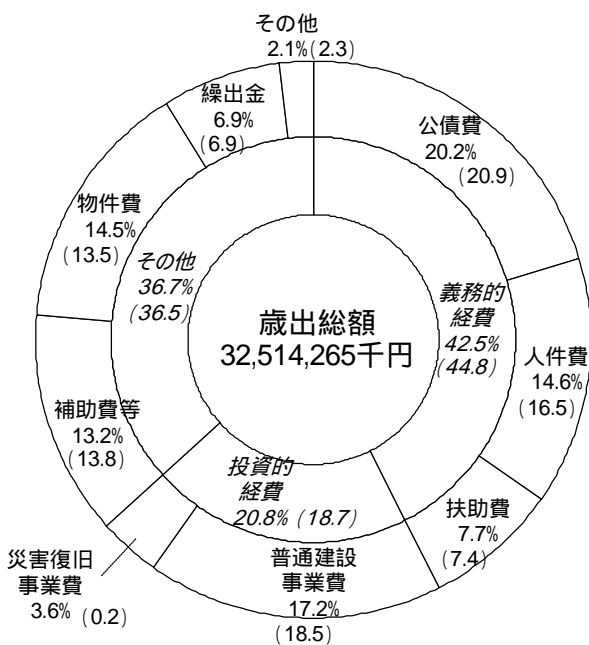 その他
2.1%(2.3)
公債費
20.2%
(20.9)
人件費
14.6%
(16.5)
扶助費
7.7%
(7.4)
普通建設
事業費
17.2%
(18.5)
災害復旧
事業費
3.6% (0.2)
補助費等
13.2%
(13.8)
物件費
14.5%
(13.5)
繰出金
6.9%
(6.9)
義務的
経費
42.5%
(44.8)
投資的
経費
20.8% (18.7)
その他
36.7%
(36.5)
歳出総額
32,514,265千円